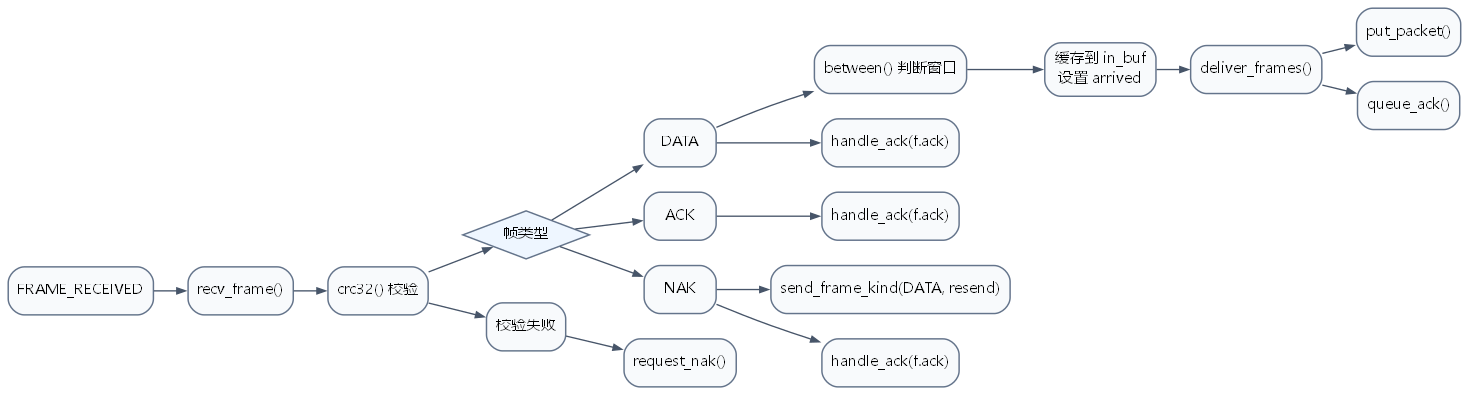 put_packet()
between() 判断窗口
缓存到 in_buf
设置 arrived
deliver_frames()
queue_ack()
DATA
handle_ack(f.ack)
ACK
handle_ack(f.ack)
帧类型
FRAME_RECEIVED
recv_frame()
crc32() 校验
NAK
send_frame_kind(DATA, resend)
校验失败
request_nak()
handle_ack(f.ack)